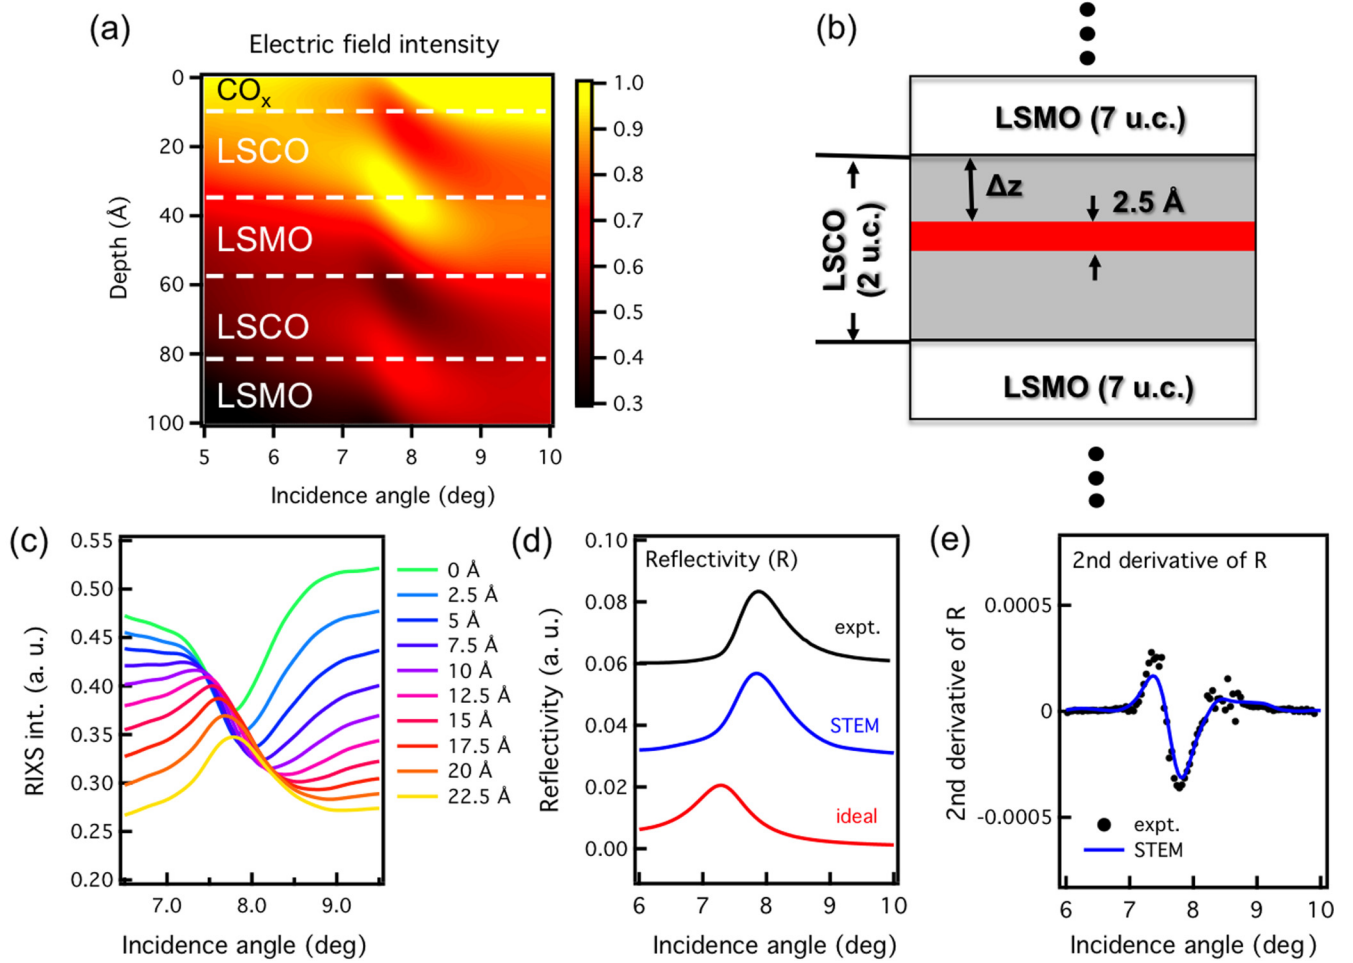 (a)
Electric field intensity
COx
LSCO
LSMO
LSCO
LSMO
0
20
40
60
80
100
Depth (Å)
5 6 7 8 9 10
Incidence angle (deg)
1.0
0.9
0.8
0.7
0.6
0.5
0.4
0.3
(b)
LSMO (7 u.c.)
Δz
2.5 Å
LSCO
(2 u.c.)
LSMO (7 u.c.)
(c)
0.55
0.50
0.45
0.40
0.35
0.30
0.25
0.20
RIXS int. (a. u.)
7.0 8.0 9.0
Incidence angle (deg)
0 Å
2.5 Å
5 Å
7.5 Å
10 Å
12.5 Å
15 Å
17.5 Å
20 Å
22.5 Å
(d)
Reflectivity (R)
expt.
STEM
ideal
0.10
0.08
0.06
0.04
0.02
0.00
Reflectivity (a. u.)
6 7 8 9 10
Incidence angle (deg)
(e)
2nd derivative of R
0.0005
0
-0.0005
2nd derivative of R
expt.
STEM
6 7 8 9 10
Incidence angle (deg)